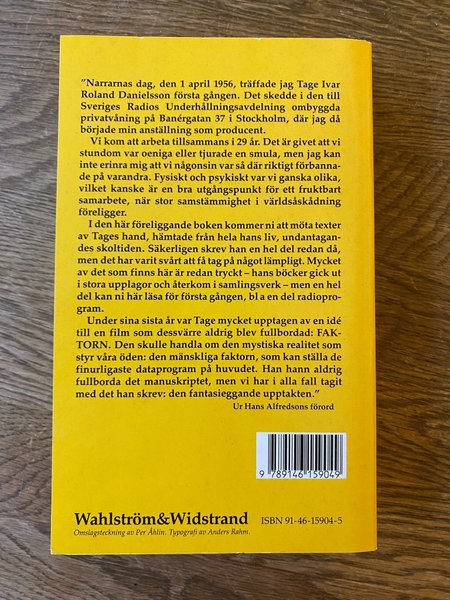 ”Narrarnas dag, den 1 april 1956, träffade jag Tage Ivar
Roland Danielsson första gången. Det skedde i den till
Sveriges Radios Underhållningsavdelning ombyggda
privatvåning på Banérgatan 37 i Stockholm, där jag då
började min anställning som producent.
Vi kom att arbeta tillsammans i 29 år. Det är givet att vi
stundom var oeniga eller tjurade en smula, men jag kan
inte erinra mig att vi någonsin var så där riktigt förbanna-
de på varandra. Fysiskt och psykiskt var vi ganska olika,
vilket kanske är en bra utgångspunkt för ett fruktbart
samarbete, när stor samstämmighet i världsåskådning
föreligger.
I den här föreliggande boken kommer ni att möta texter
av Tages hand, hämtade från hela hans liv, undantagan-
des skoltiden. Säkerligen skrev han en hel del redan då,
men det har varit svårt att få tag på något lämpligt. Mycket
av det som finns här är redan tryckt – hans böcker gick ut
i stora upplagor och återkom i samlingsverk – men en hel
del kan ni här läsa för första gången, bl a en del radiopro-
gram.
Under sina sista år var Tage mycket upptagen av en idé
till en film som dessvärre aldrig blev fullbordad: FAK-
TORN. Den skulle handla om den mystiska realitet som
styr våra öden: den mänskliga faktorn, som kan ställa de
finurligaste dataprogram på huvudet. Han hann aldrig
fullborda det manuskriptet, men vi har i alla fall tagit
med det han skrev: den fantasieggande upptakten.”
Ur Hans Alfredsons förord
9 789146 159049
Wahlström&Widstrand ISBN 91-46-15904-5
Omslagsteckning av Per Åhlin. Typografi av Anders Rahm.